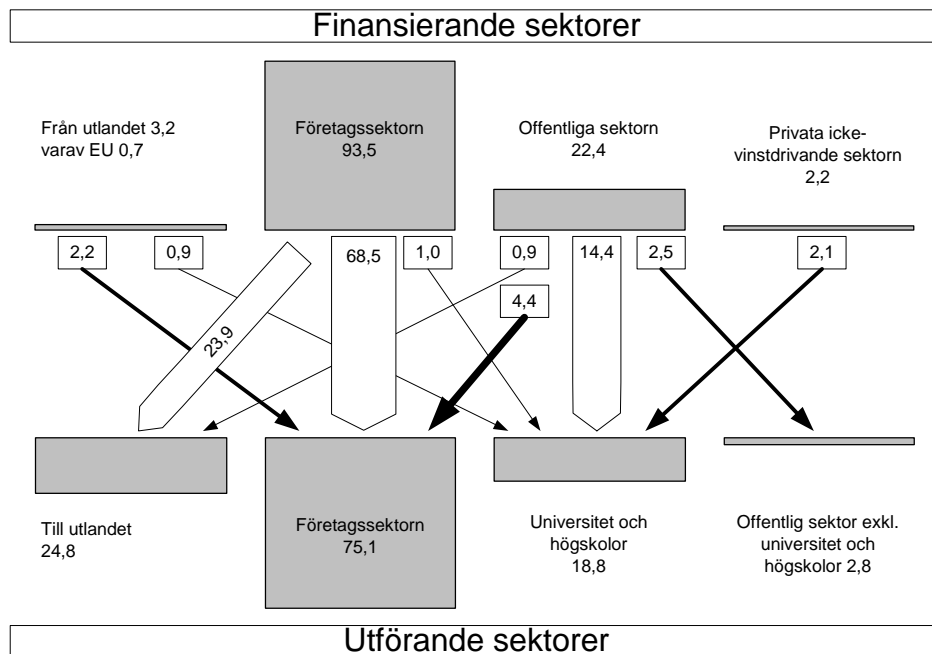 Finansierande sektorer
Från utlandet 3,2
varav EU 0,7
Företagssektorn
93,5
Offentliga sektorn
22,4
Privata icke-
vinstdrivande sektorn
2,2
2,2
0,9
68,5
1,0
0,9
14,4
2,5
2,1
4,4
23,9
Till utlandet
24,8
Företagssektorn
75,1
Universitet och
högskolor
18,8
Offentlig sektor exkl.
universitet och
högskolor 2,8
Utförande sektorer